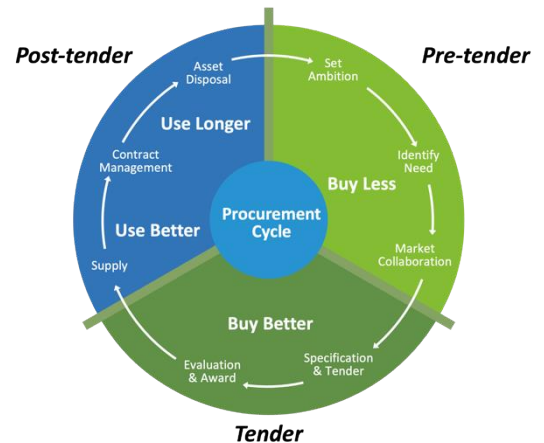 Post-tender
Pre-tender
Asset
Disposal
Set
Ambition
Use Longer
Contract
Management
Identify
Need
Buy Less
Procurement
Cycle
Use Better
Market
Collaboration
Supply
Buy Better
Evaluation
& Award
Specification
& Tender
Tender